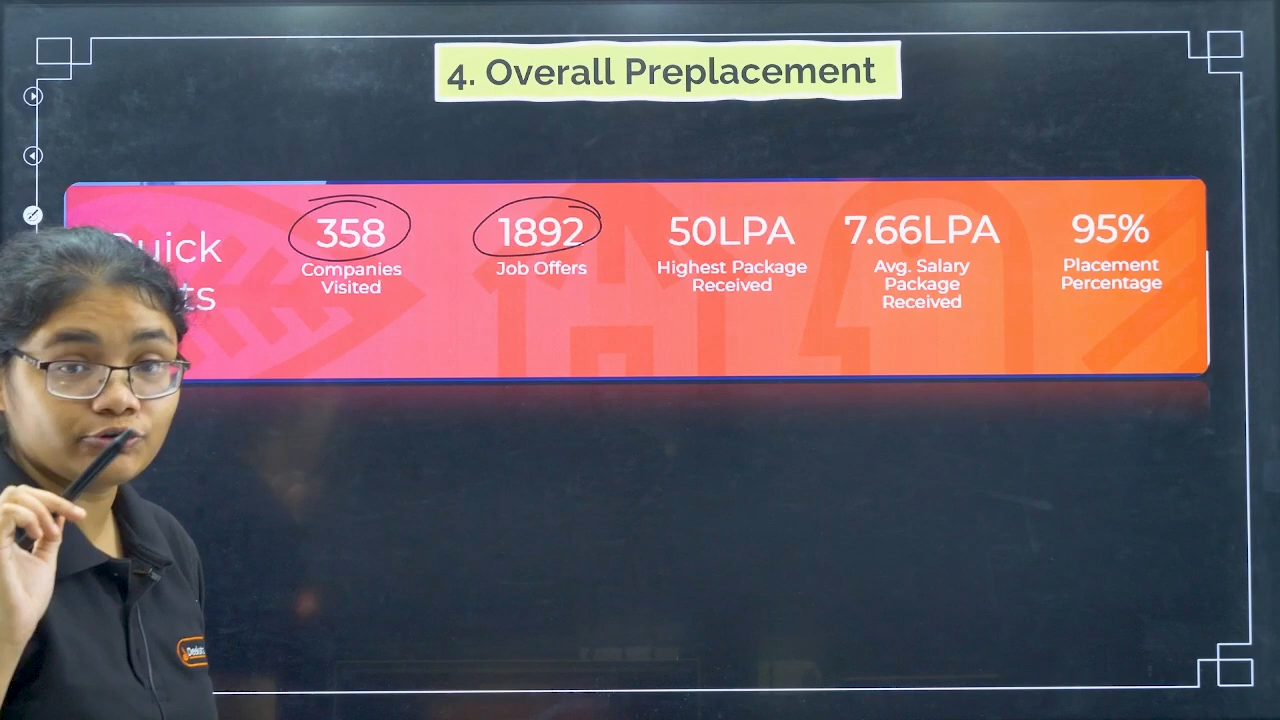 4. Overall Preplacement
358
Companies
Visited
1892
Job Offers
50LPA
Highest Package
Received
7.66LPA
Avg. Salary
Package
Received
95%
Placement
Percentage